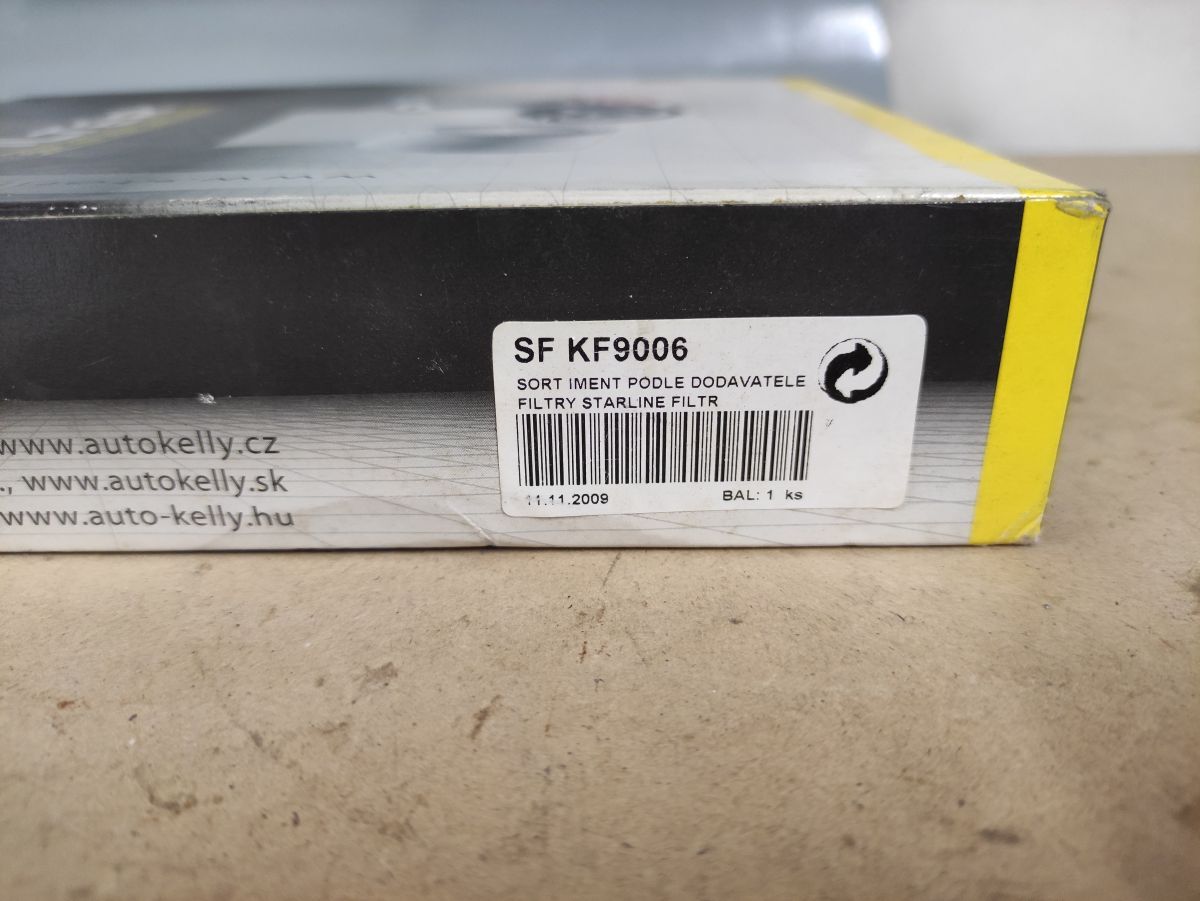 SF KF9006
SORT IMENT PODLE DODAVATELE
FILTRY STARLINE FILTR
11.11.2009 BAL: 1 ks
www.autokelly.cz
., www.autokelly.sk
www.auto-kelly.hu